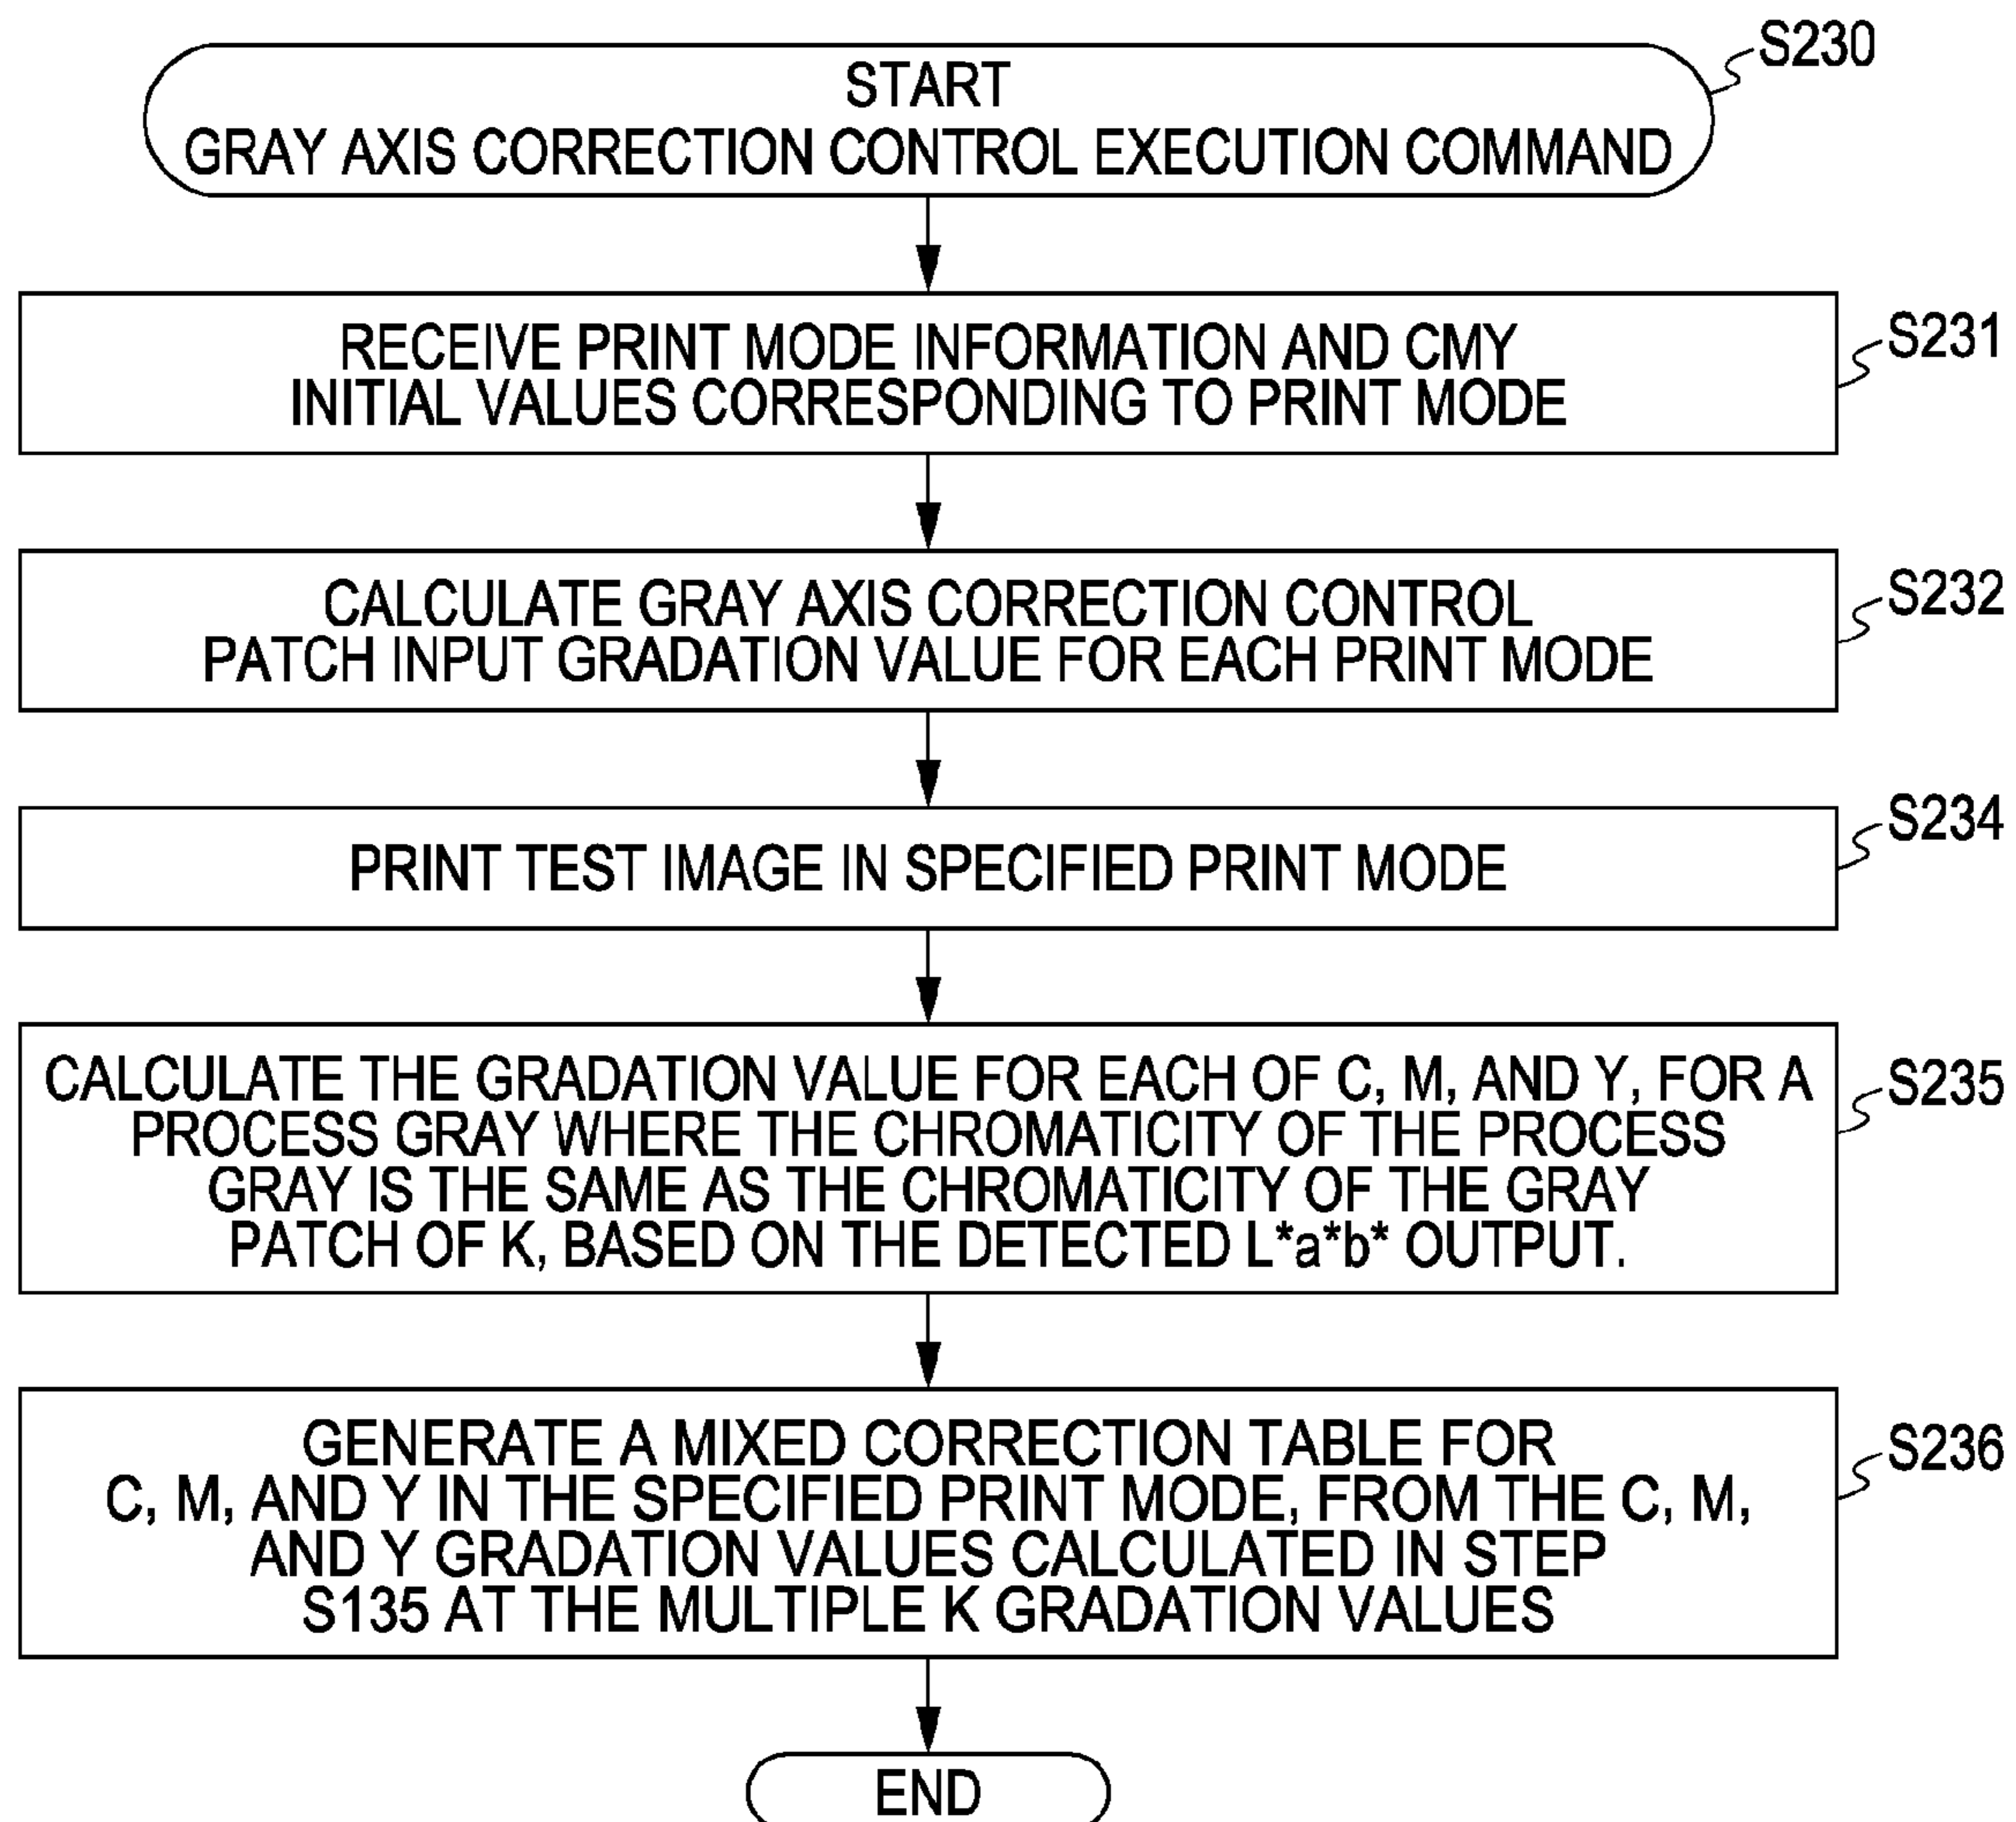 START
GRAY AXIS CORRECTION CONTROL EXECUTION COMMAND
S230
RECEIVE PRINT MODE INFORMATION AND CMY
INITIAL VALUES CORRESPONDING TO PRINT MODE
S231
CALCULATE GRAY AXIS CORRECTION CONTROL
PATCH INPUT GRADATION VALUE FOR EACH PRINT MODE
S232
PRINT TEST IMAGE IN SPECIFIED PRINT MODE
S234
CALCULATE THE GRADATION VALUE FOR EACH OF C, M, AND Y, FOR A
PROCESS GRAY WHERE THE CHROMATICITY OF THE PROCESS
GRAY IS THE SAME AS THE CHROMATICITY OF THE GRAY
PATCH OF K, BASED ON THE DETECTED L*a*b* OUTPUT.
S235
GENERATE A MIXED CORRECTION TABLE FOR
C, M, AND Y IN THE SPECIFIED PRINT MODE, FROM THE C, M,
AND Y GRADATION VALUES CALCULATED IN STEP
S135 AT THE MULTIPLE K GRADATION VALUES
S236
END